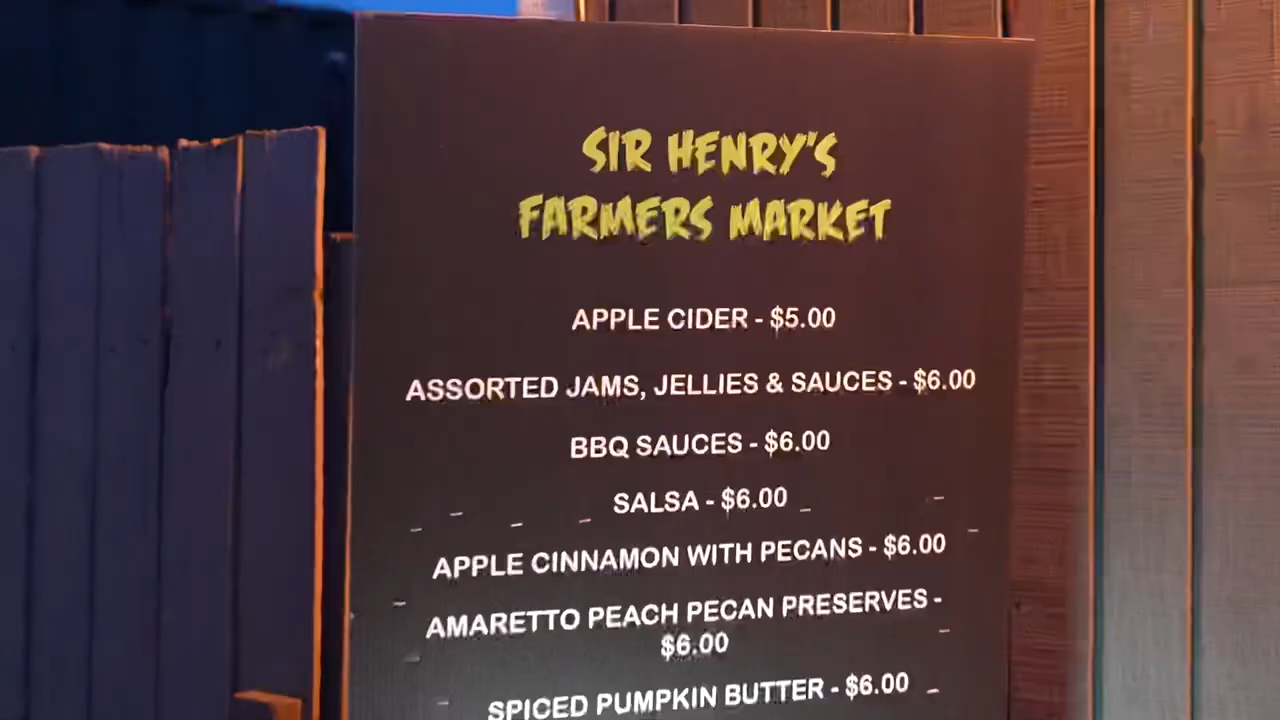 SIR HENRY'S
FARMERS MARKET
APPLE CIDER - $5.00
ASSORTED JAMS, JELLIES & SAUCES - $6.00
BBQ SAUCES - $6.00
SALSA - $6.00
APPLE CINNAMON WITH PECANS - $6.00
AMARETTO PEACH PECAN PRESERVES -
$6.00
SPICED PUMPKIN BUTTER - $6.00